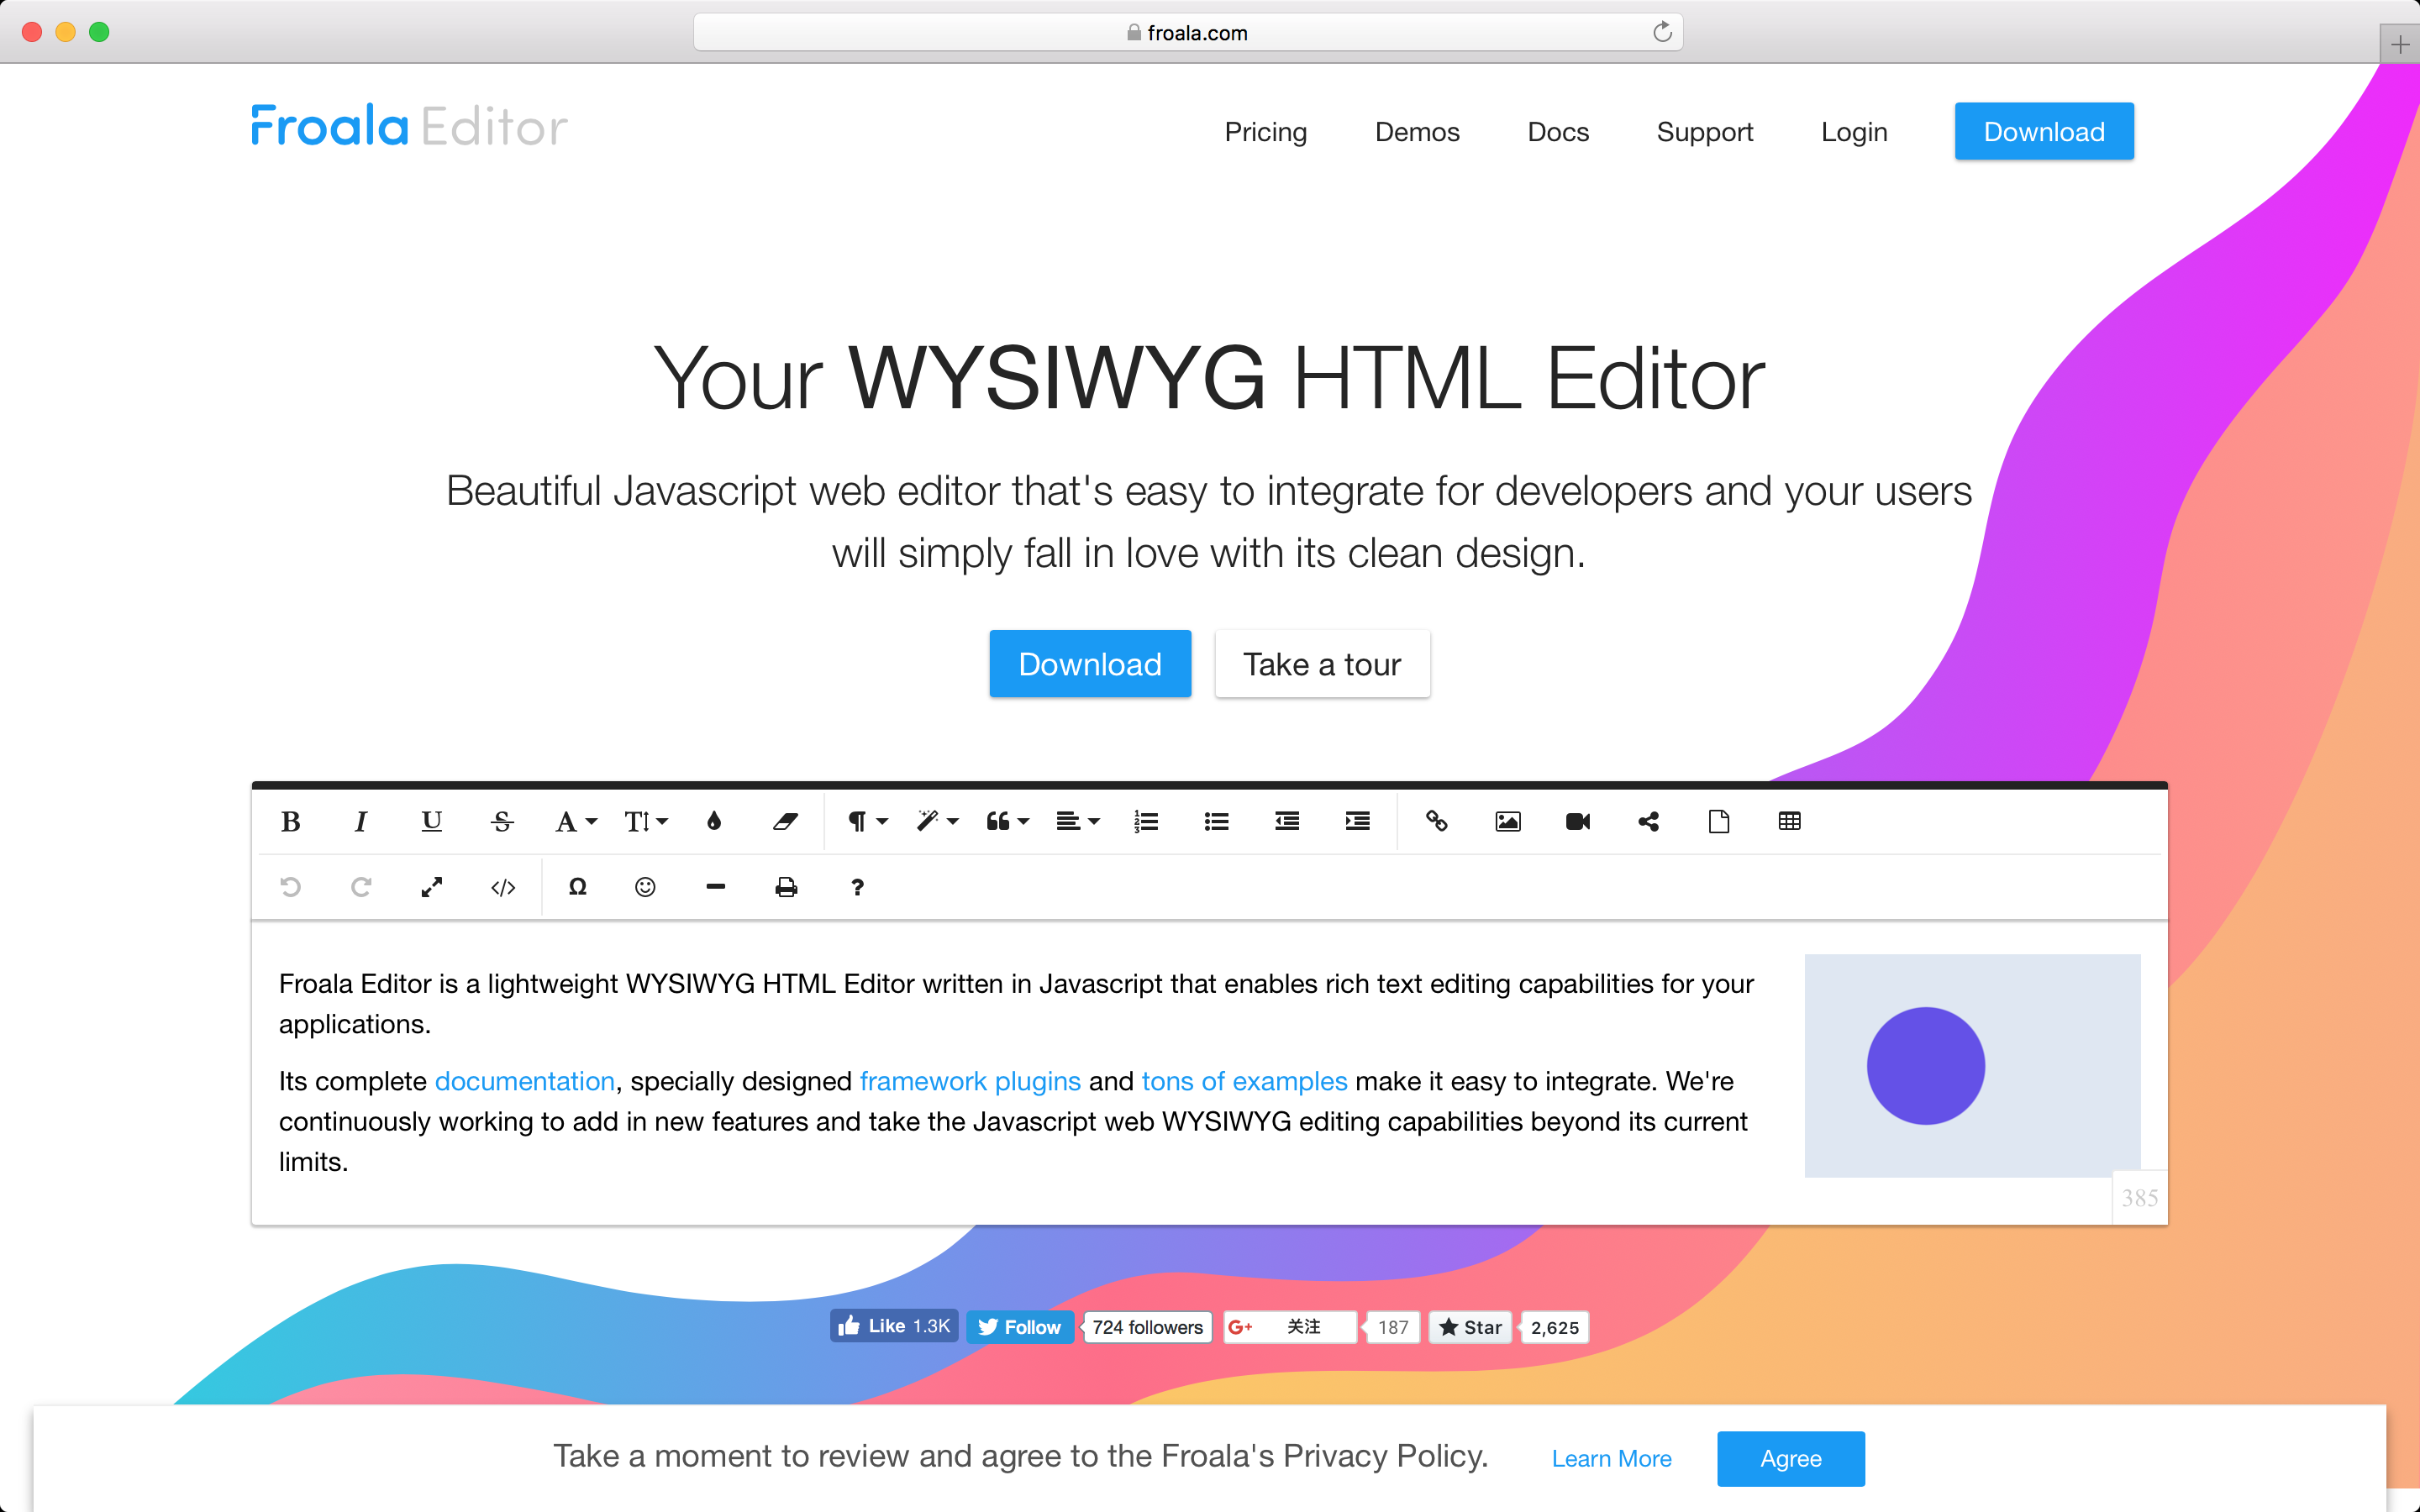 froala.com
Froala Editor
Pricing Demos Docs Support Login Download
Your WYSIWYG HTML Editor
Beautiful Javascript web editor that's easy to integrate for developers and your users
will simply fall in love with its clean design.
Download Take a tour
Froala Editor is a lightweight WYSIWYG HTML Editor written in Javascript that enables rich text editing capabilities for your
applications.
Its complete documentation, specially designed framework plugins and tons of examples make it easy to integrate. We're
continuously working to add in new features and take the Javascript web WYSIWYG editing capabilities beyond its current
limits.
385
Like 1.3K Follow 724 followers G+ 关注 187 Star 2,625
Take a moment to review and agree to the Froala's Privacy Policy. Learn More Agree